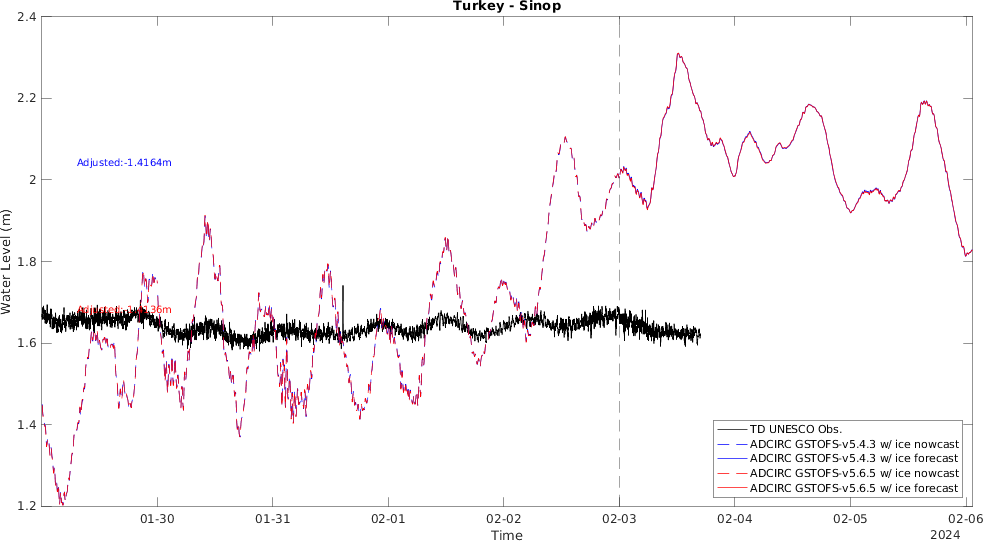 Turkey - Sinop
Water Level (m)
2.4
2.2
2
1.8
1.6
1.4
1.2
Adjusted:-1.4164m
TD UNESCO Obs.
ADCIRC GSTOFS-v5.4.3 w/ ice nowcast
ADCIRC GSTOFS-v5.4.3 w/ ice forecast
ADCIRC GSTOFS-v5.6.5 w/ ice nowcast
ADCIRC GSTOFS-v5.6.5 w/ ice forecast
01-30
01-31
02-01
02-02
02-03
02-04
02-05
02-06
Time
2024